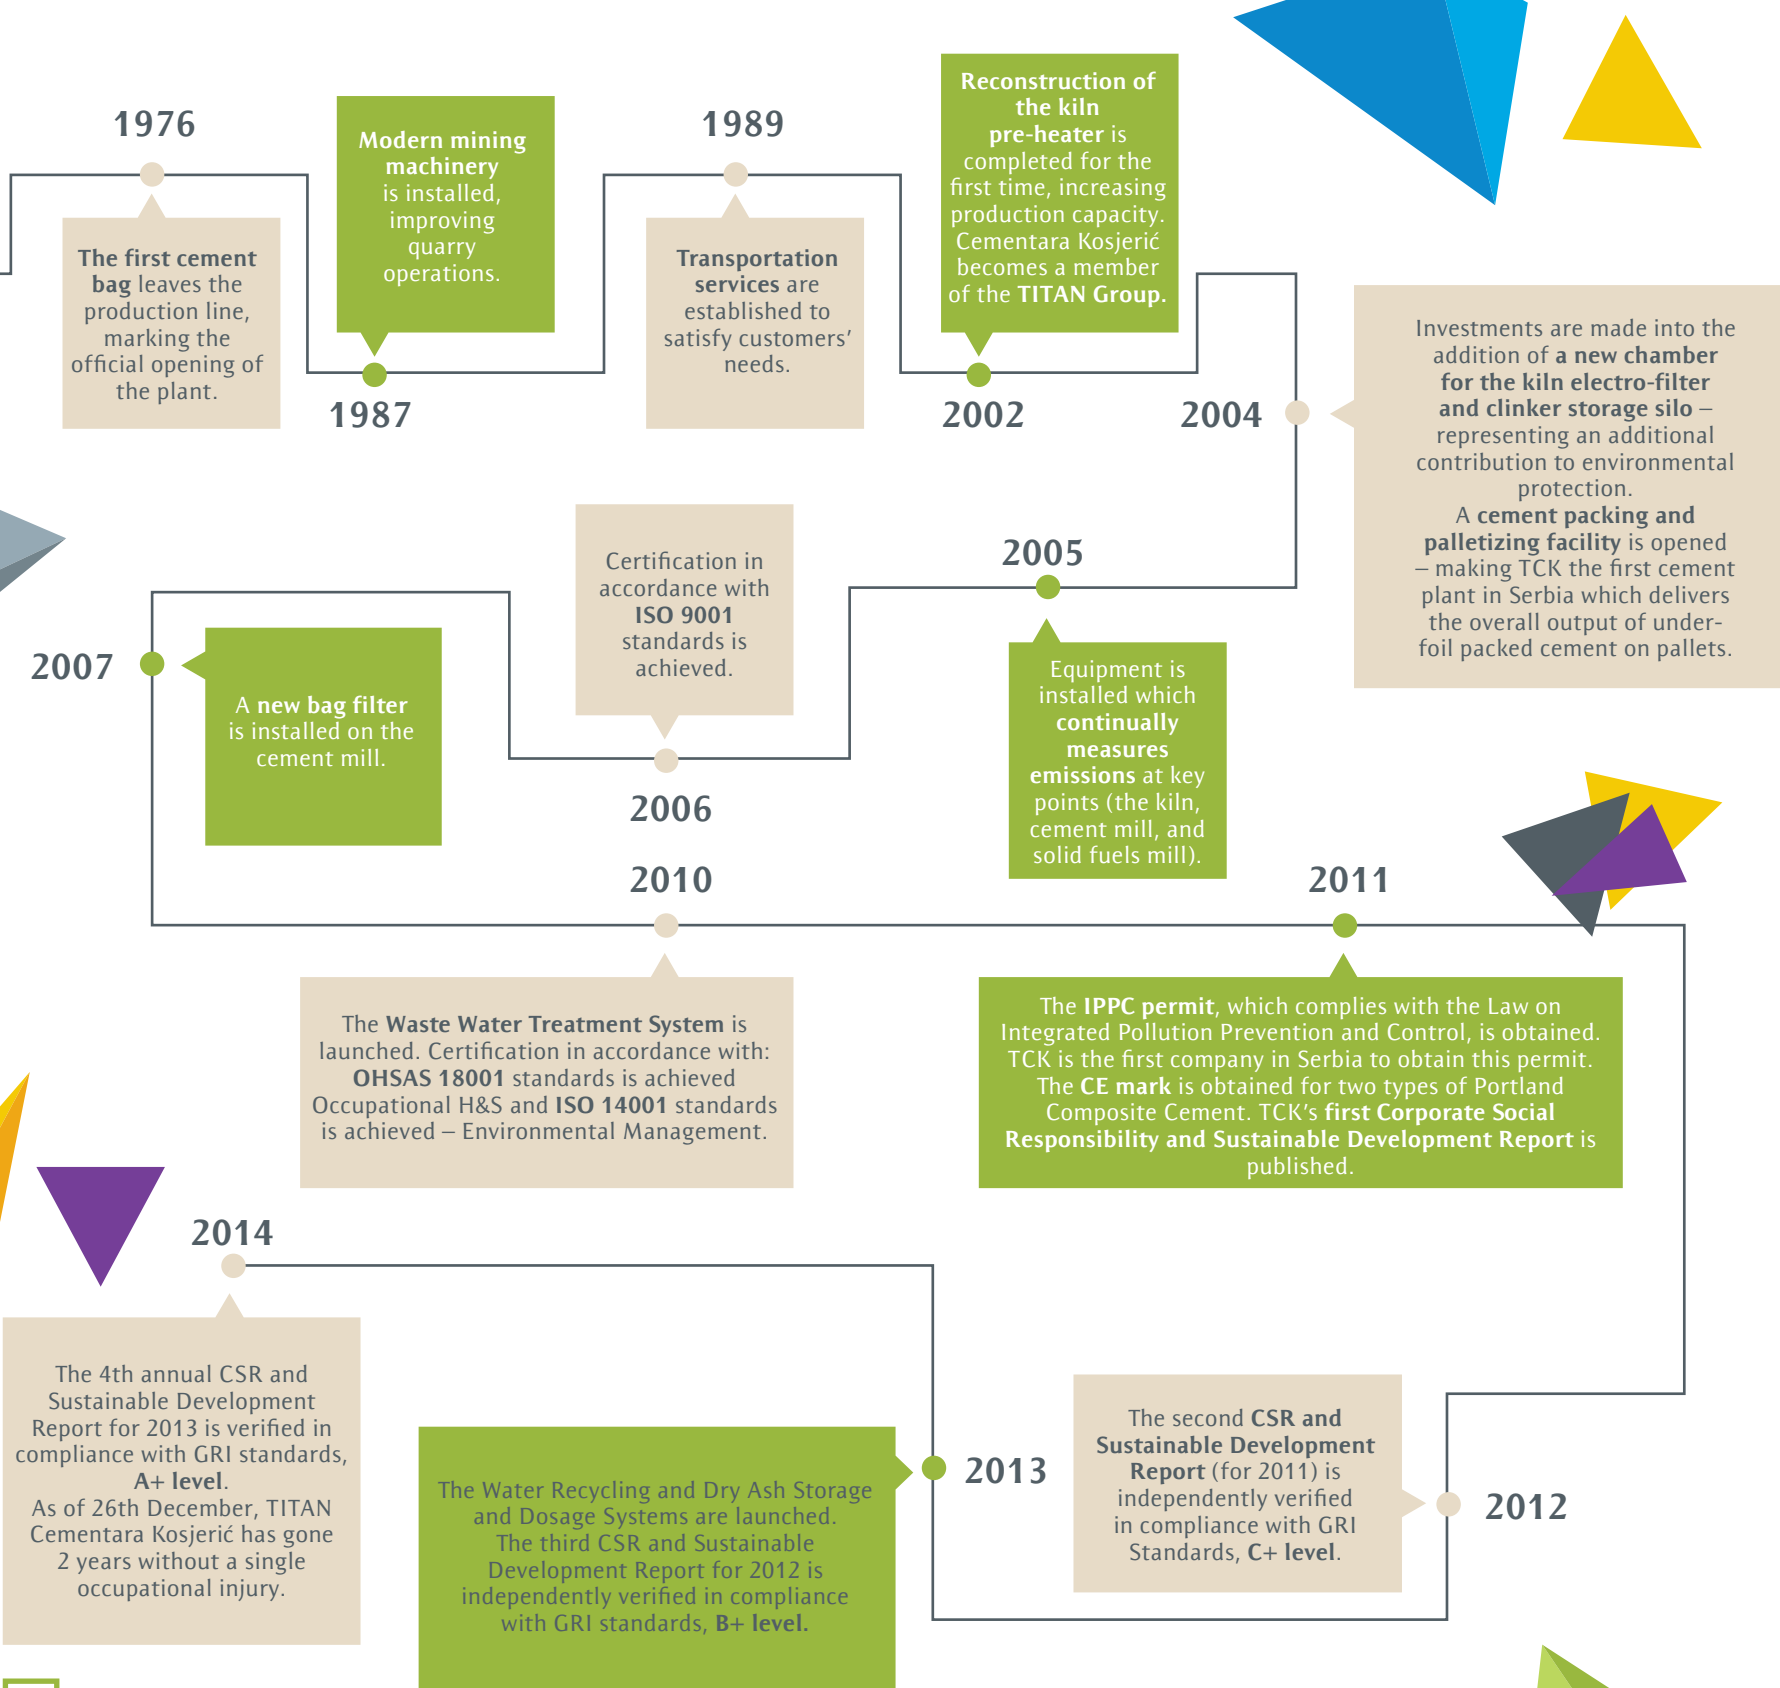 1976
The first cement
bag leaves the
production line,
marking the
official opening of
the plant.
Modern mining
machinery
is installed,
improving
quarry
operations.
1987
1989
Transportation
services are
established to
satisfy customers’
needs.
Reconstruction of
the kiln
pre-heater is
completed for the
first time, increasing
production capacity.
Cementara Kosjerić
becomes a member
of the TITAN Group.
2002
2004
Investments are made into the
addition of a new chamber
for the kiln electro-filter
and clinker storage silo –
representing an additional
contribution to environmental
protection.
A cement packing and
palletizing facility is opened
– making TCK the first cement
plant in Serbia which delivers
the overall output of under-
foil packed cement on pallets.
2005
Equipment is
installed which
continually
measures
emissions at key
points (the kiln,
cement mill, and
solid fuels mill).
Certification in
accordance with
ISO 9001
standards is
achieved.
2006
2007
A new bag filter
is installed on the
cement mill.
2010
The Waste Water Treatment System is
launched. Certification in accordance with:
OHSAS 18001 standards is achieved
Occupational H&S and ISO 14001 standards
is achieved – Environmental Management.
2011
The IPPC permit, which complies with the Law on
Integrated Pollution Prevention and Control, is obtained.
TCK is the first company in Serbia to obtain this permit.
The CE mark is obtained for two types of Portland
Composite Cement. TCK’s first Corporate Social
Responsibility and Sustainable Development Report is
published.
The second CSR and
Sustainable Development
Report (for 2011) is
independently verified
in compliance with GRI
Standards, C+ level.
2012
2013
The Water Recycling and Dry Ash Storage
and Dosage Systems are launched.
The third CSR and Sustainable
Development Report for 2012 is
independently verified in compliance
with GRI standards, B+ level.
2014
The 4th annual CSR and
Sustainable Development
Report for 2013 is verified in
compliance with GRI standards,
A+ level.
As of 26th December, TITAN
Cementara Kosjerić has gone
2 years without a single
occupational injury.